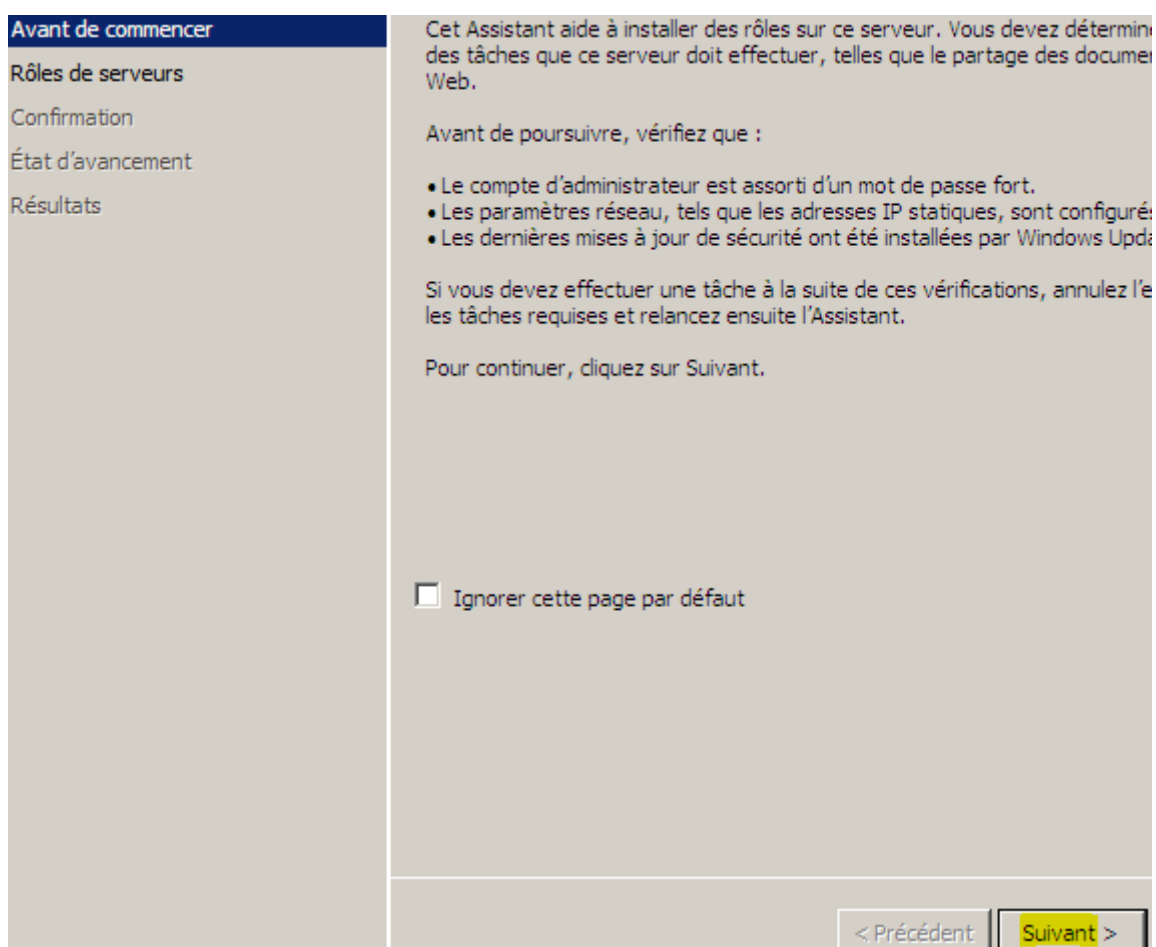 Avant de commencer
Rôles de serveurs
Confirmation
État d'avancement
Résultats
Cet Assistant aide à installer des rôles sur ce serveur. Vous devez
des tâches que ce serveur doit effectuer, telles que le partage des
Web.
Avant de poursuivre, vérifiez que :
• Le compte d'administrateur est assorti d'un mot de passe fort.
• Les paramètres réseau, tels que les adresses IP statiques, sont
• Les dernières mises à jour de sécurité ont été installées par Windows
Si vous devez effectuer une tâche à la suite de ces vérifications, annulez
les tâches requises et relancez ensuite l'Assistant.
Pour continuer, cliquez sur Suivant.
Ignorer cette page par défaut
< Précédent
Suivant >